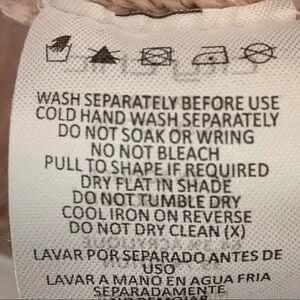 WASH SEPARATELY BEFORE USE
COLD HAND WASH SEPARATELY
DO NOT SOAK OR WRING
NO NOT BLEACH
PULL TO SHAPE IF REQUIRED
DRY FLAT IN SHADE
DO NOT TUMBLE DRY
COOL IRON ON REVERSE
DO NOT DRY CLEAN (X)
LAVAR POR SEPARADO ANTES DE
USO
LAVAR A MANO EN AGUA FRIA
SEPARADAMENTE